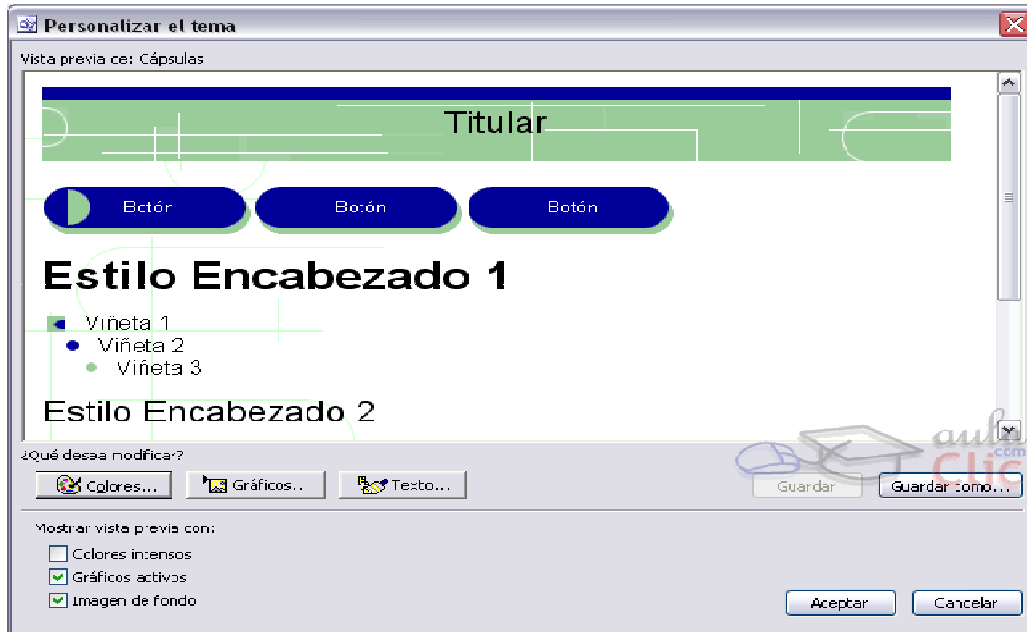 Personalizar el tema
Vista previa de: Cápsulas
Titular
Botón Botón Botón
Estilo Encabezado 1
Viñeta 1
Viñeta 2
Viñeta 3
Estilo Encabezado 2
aulaClic.com
¿Qué desea modificar?
Colores... Gráficos... Texto... Guardar Guardar como...
Mostrar vista previa con:
Colores intensos
Gráficos activos
Imagen de fondo
Aceptar Cancelar